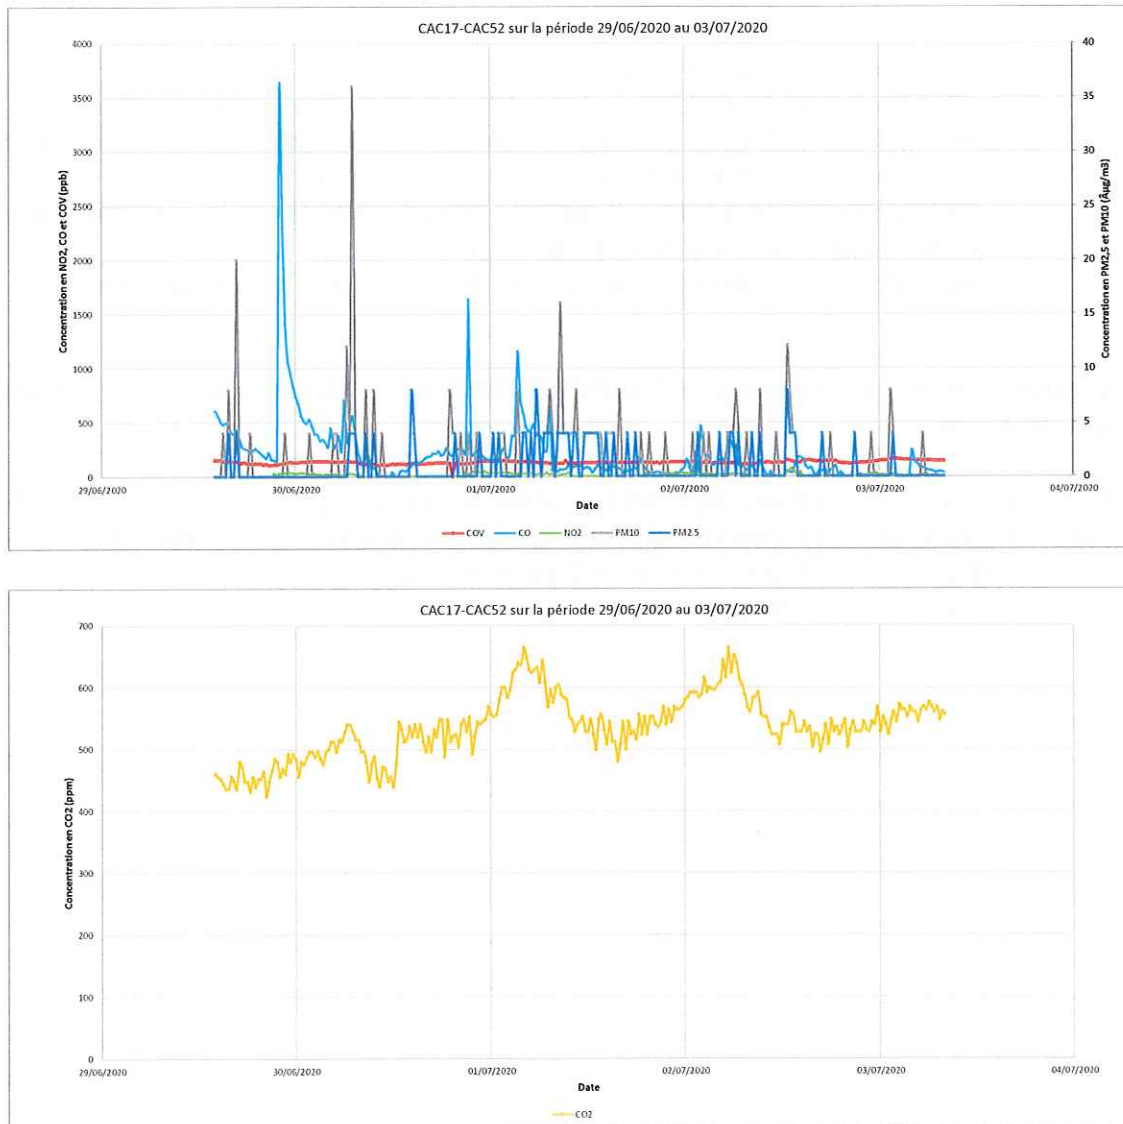 CAC17-CAC52 sur la période 29/06/2020 au 03/07/2020
Concentration en NO2, CO et COV (ppb)
4000
3500
3000
2500
2000
1500
1000
500
0
40
35
30
25
20
15
10
5
0
Concentration en PM2,5 et PM10 (Âµg/m3)
29/06/2020 30/06/2020 01/07/2020 02/07/2020 03/07/2020 04/07/2020
Date
COV CO NO2 PM10 PM2.5
CAC17-CAC52 sur la période 29/06/2020 au 03/07/2020
Concentration en CO2 (ppm)
700
600
500
400
300
200
100
0
29/06/2020 30/06/2020 01/07/2020 02/07/2020 03/07/2020 04/07/2020
Date
CO2